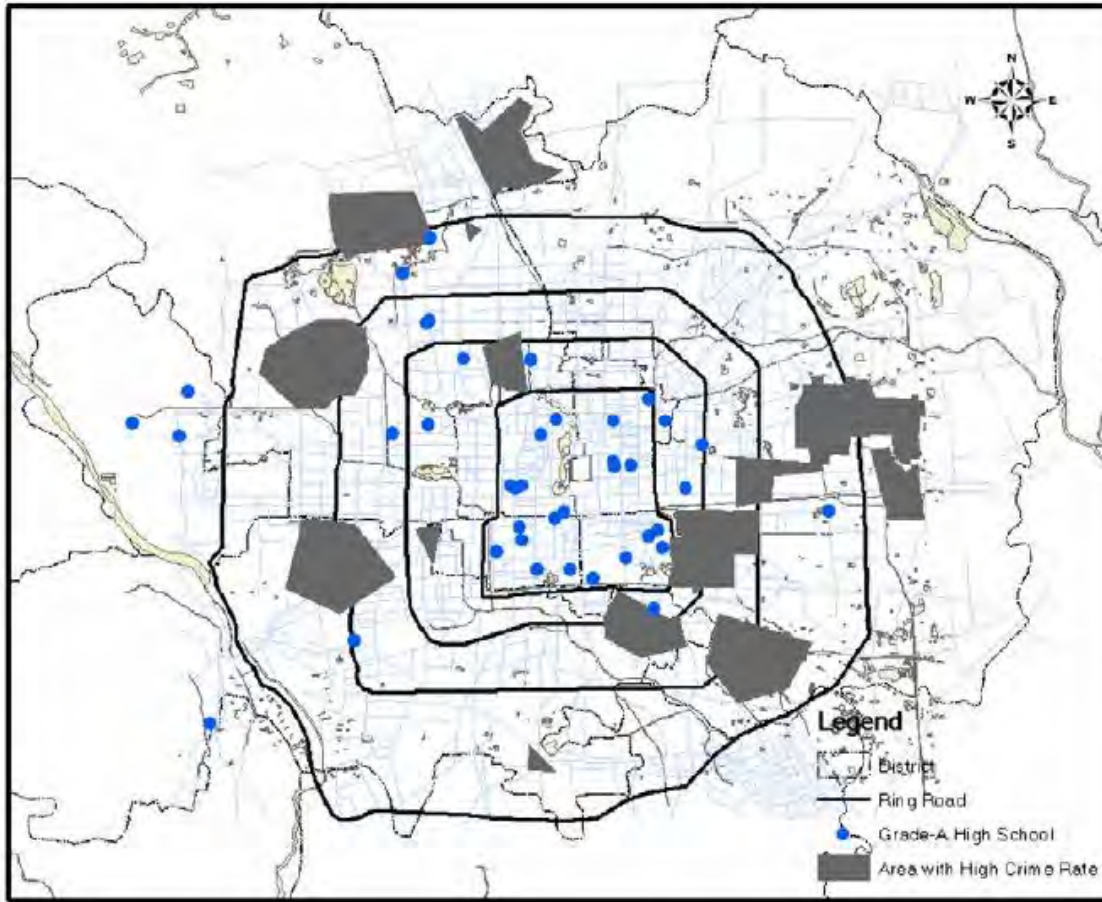 N
W E
S
Legend
District
Ring Road
Grade-A High School
Area with High Crime Rate